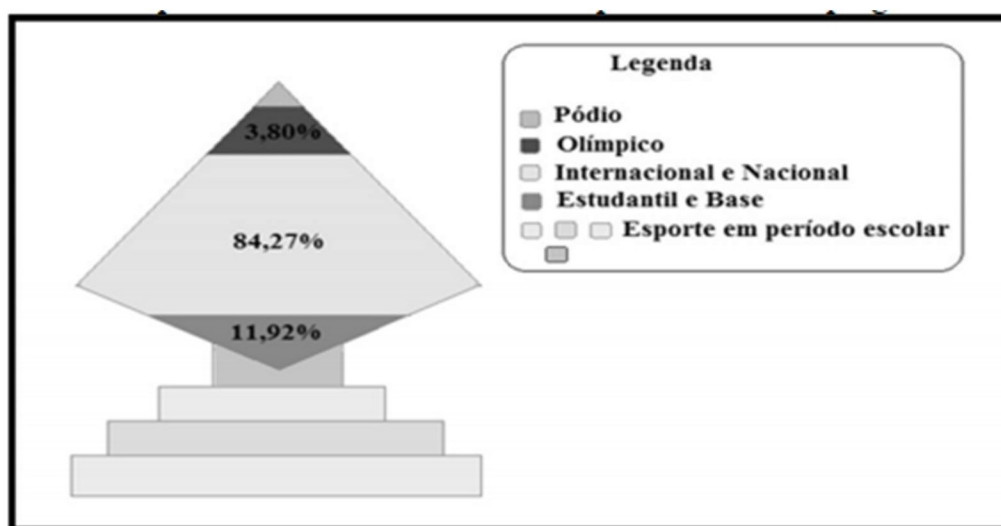 Legenda
Pódio
Olímpico
Internacional e Nacional
Estudantil e Base
Esporte em período escolar
3,80%
84,27%
11,92%